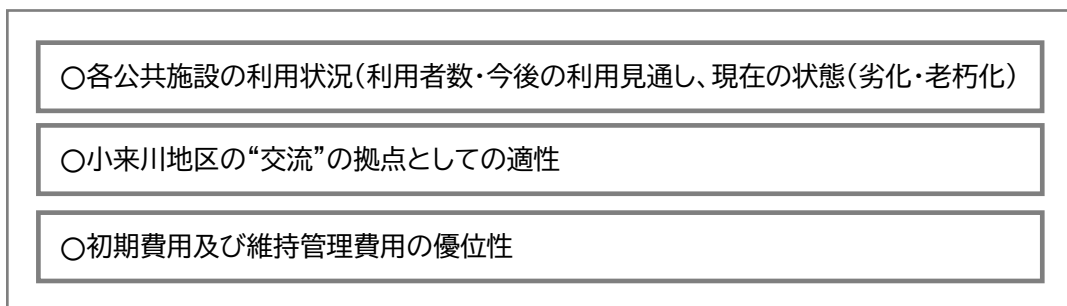 ○各公共施設の利用状況(利用者数・今後の利用見通し、現在の状態(劣化・老朽化)
○小来川地区の“交流”の拠点としての適性
○初期費用及び維持管理費用の優位性